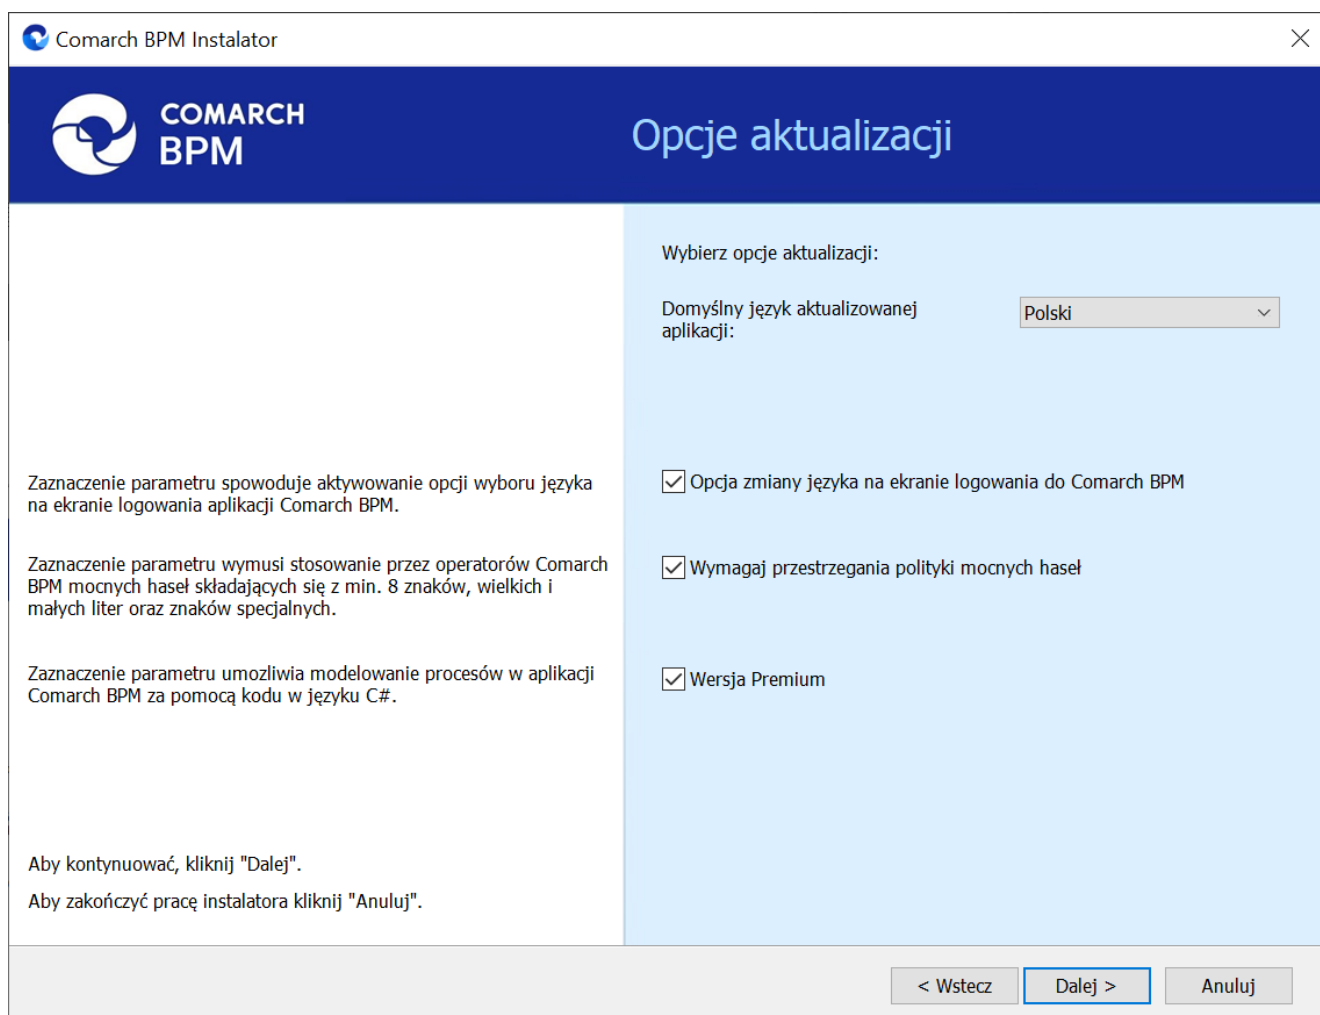 Comarch BPM Instalator
COMARCH
BPM
Opcje aktualizacji
Wybierz opcje aktualizacji:
Domyślny język aktualizowanej
aplikacji:
Polski
Zaznaczenie parametru spowoduje aktywowanie opcji wyboru języka
na ekranie logowania aplikacji Comarch BPM.
Opcja zmiany języka na ekranie logowania do Comarch BPM
Zaznaczenie parametru wymusi stosowanie przez operatorów Comarch
BPM mocnych haseł składających się z min. 8 znaków, wielkich i
małych liter oraz znaków specjalnych.
Wymagaj przestrzegania polityki mocnych haseł
Zaznaczenie parametru umozliwia modelowanie procesów w aplikacji
Comarch BPM za pomocą kodu w języku C#.
Wersja Premium
Aby kontynuować, kliknij "Dalej".
Aby zakończyć pracę instalatora kliknij "Anuluj".
< Wstecz
Dalej >
Anuluj